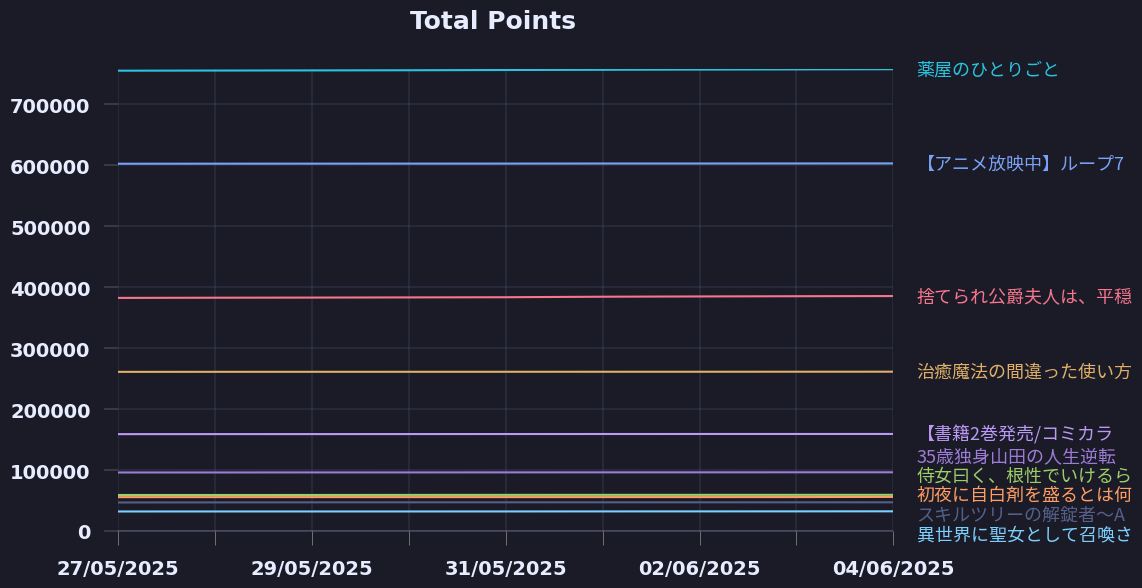 Total Points
薬屋のひとりごと
700000
【アニメ放映中】ループ7
600000
500000
400000
捨てられ公爵夫人は、平穏
300000
治癒魔法の間違った使い方
200000
【書籍2巻発売/コミカラ
35歳独身山田の人生逆転
100000
侍女曰く、根性でいけるら
初夜に自白剤を盛るとは何
スキルツリーの解錠者～A
0
異世界に聖女として召喚さ
27/05/2025 29/05/2025 31/05/2025 02/06/2025 04/06/2025